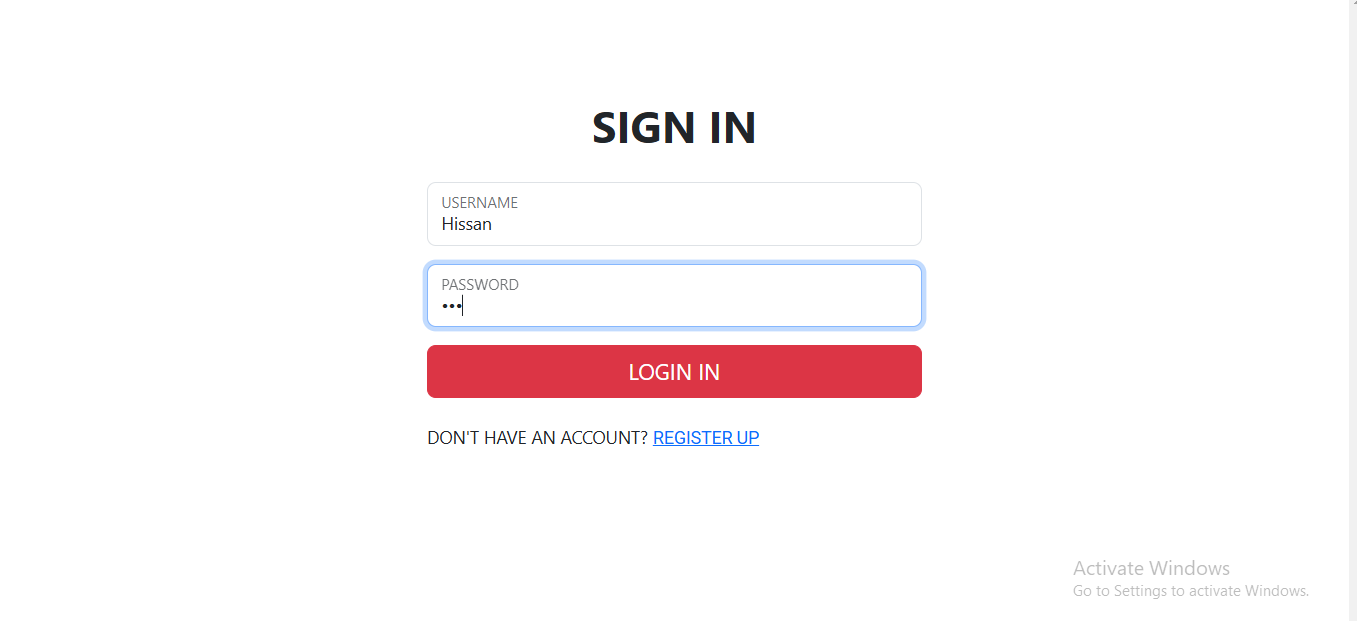 SIGN IN
USERNAME
Hissan
PASSWORD
•••
LOGIN IN
DON'T HAVE AN ACCOUNT? REGISTER UP
Activate Windows
Go to Settings to activate Windows.